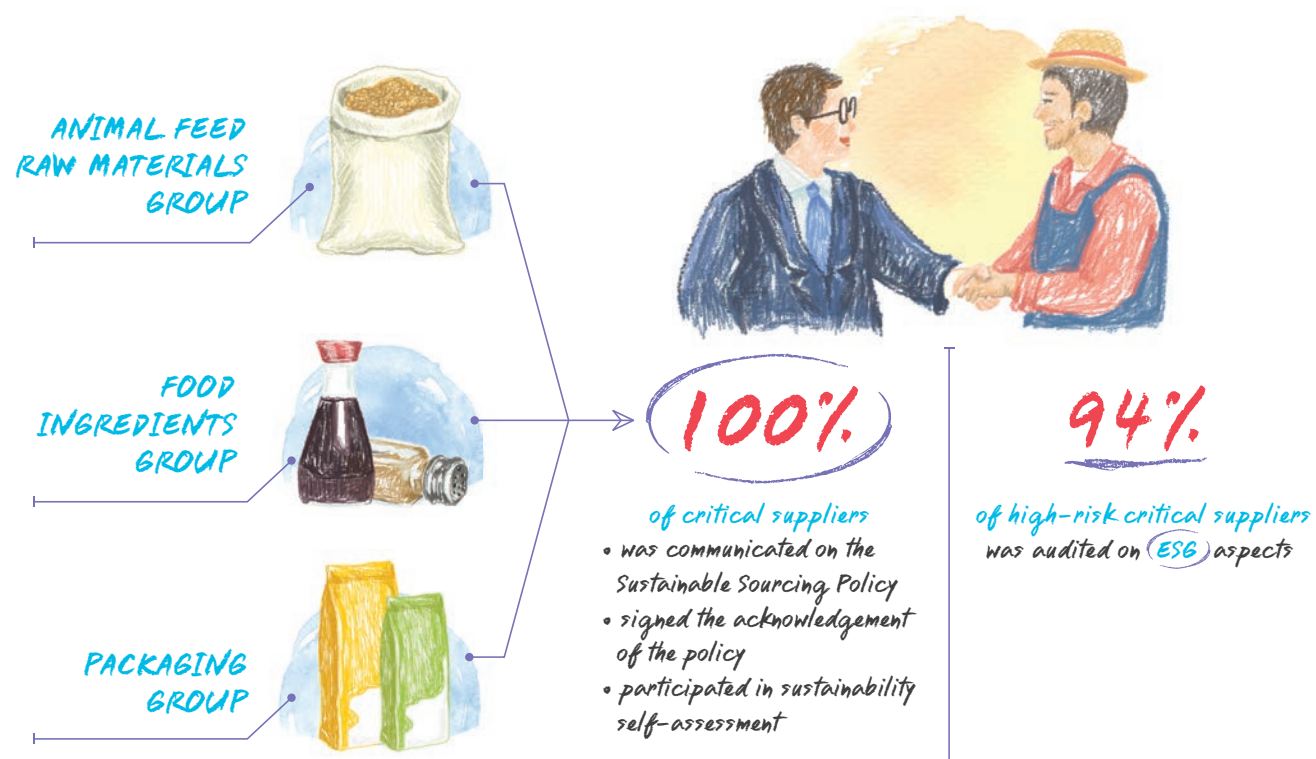 ANIMAL FEED
RAW MATERIALS
GROUP
FOOD
INGREDIENTS
GROUP
PACKAGING
GROUP
100%
of critical suppliers
• was communicated on the
Sustainable Sourcing Policy
• signed the acknowledgement
of the policy
• participated in sustainability
self-assessment
94%
of high-risk critical suppliers
was audited on ESG aspects